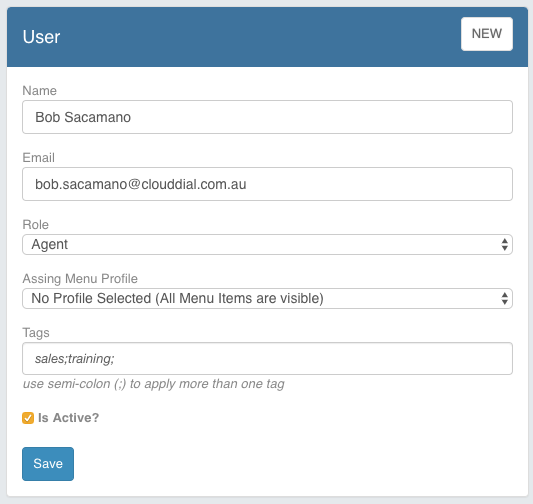 User
NEW
Name
Bob Sacamano
Email
bob.sacamano@clouddial.com.au
Role
Agent
Assing Menu Profile
No Profile Selected (All Menu Items are visible)
Tags
sales;training;
use semi-colon (;) to apply more than one tag
Is Active?
Save